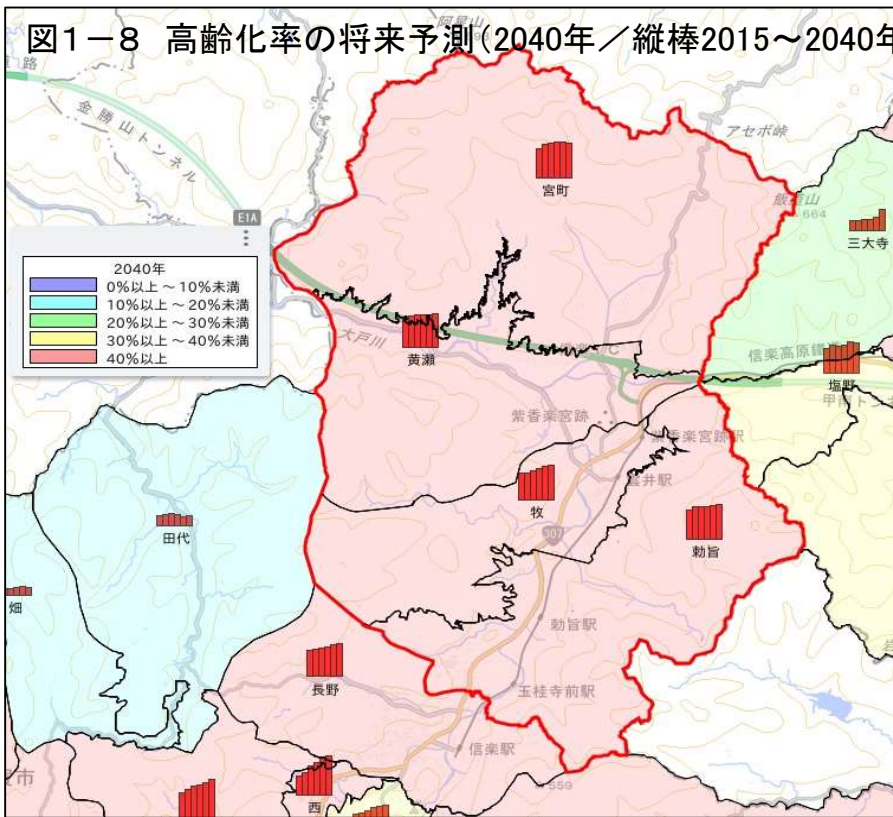 図1-8 高齢化率の将来予測(2040年/縦棒2015～2040年
金勝山トンネル
アセボ峠
E1A
宮町
飯道山
664
三大寺
2040年
0%以上～10%未満
10%以上～20%未満
20%以上～30%未満
30%以上～40%未満
40%以上
大戸川
黄瀬
信楽高原鐵
塩野
紫香楽宮跡
紫香楽宮跡駅
雲井駅
牧
307
勅旨
田代
畑
勅旨駅
長野
玉桂寺前駅
信楽駅
西
559